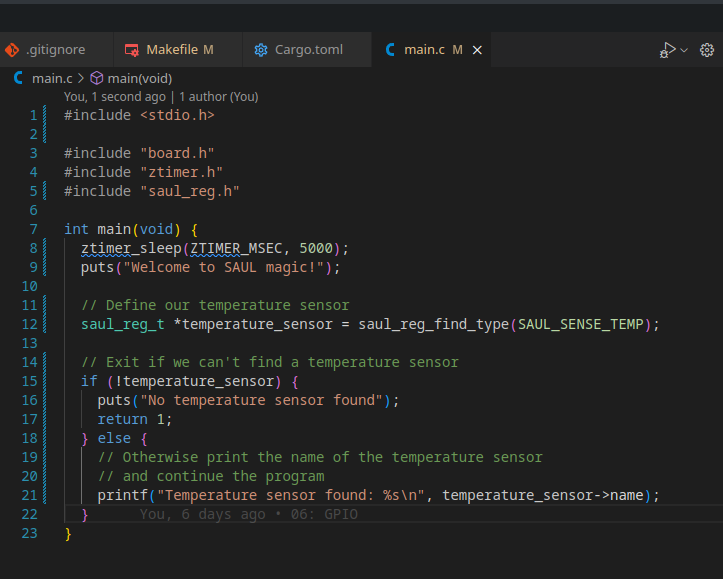 .gitignore Makefile M Cargo.toml main.c M
main.c > main(void)
You, 1 second ago | 1 author (You)
1 #include <stdio.h>
2
3 #include "board.h"
4 #include "ztimer.h"
5 #include "saul_reg.h"
6
7 int main(void) {
8   ztimer_sleep(ZTIMER_MSEC, 5000);
9   puts("Welcome to SAUL magic!");
10
11   // Define our temperature sensor
12   saul_reg_t *temperature_sensor = saul_reg_find_type(SAUL_SENSE_TEMP);
13
14   // Exit if we can't find a temperature sensor
15   if (!temperature_sensor) {
16     puts("No temperature sensor found");
17     return 1;
18   } else {
19     // Otherwise print the name of the temperature sensor
20     // and continue the program
21     printf("Temperature sensor found: %s\n", temperature_sensor->name);
22   } You, 6 days ago • 06: GPIO
23 }